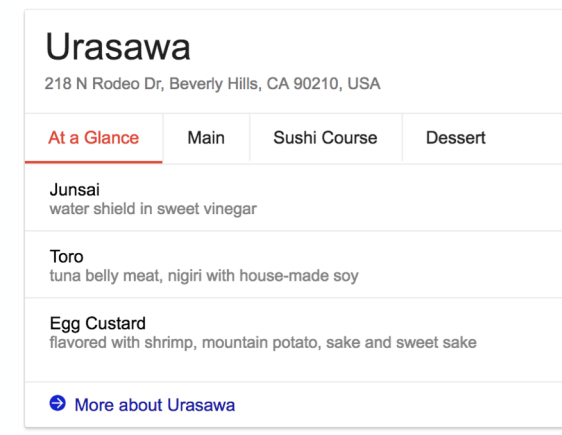 Urasawa
218 N Rodeo Dr, Beverly Hills, CA 90210, USA
At a Glance Main Sushi Course Dessert
Junsai
water shield in sweet vinegar
Toro
tuna belly meat, nigiri with house-made soy
Egg Custard
flavored with shrimp, mountain potato, sake and sweet sake
More about Urasawa